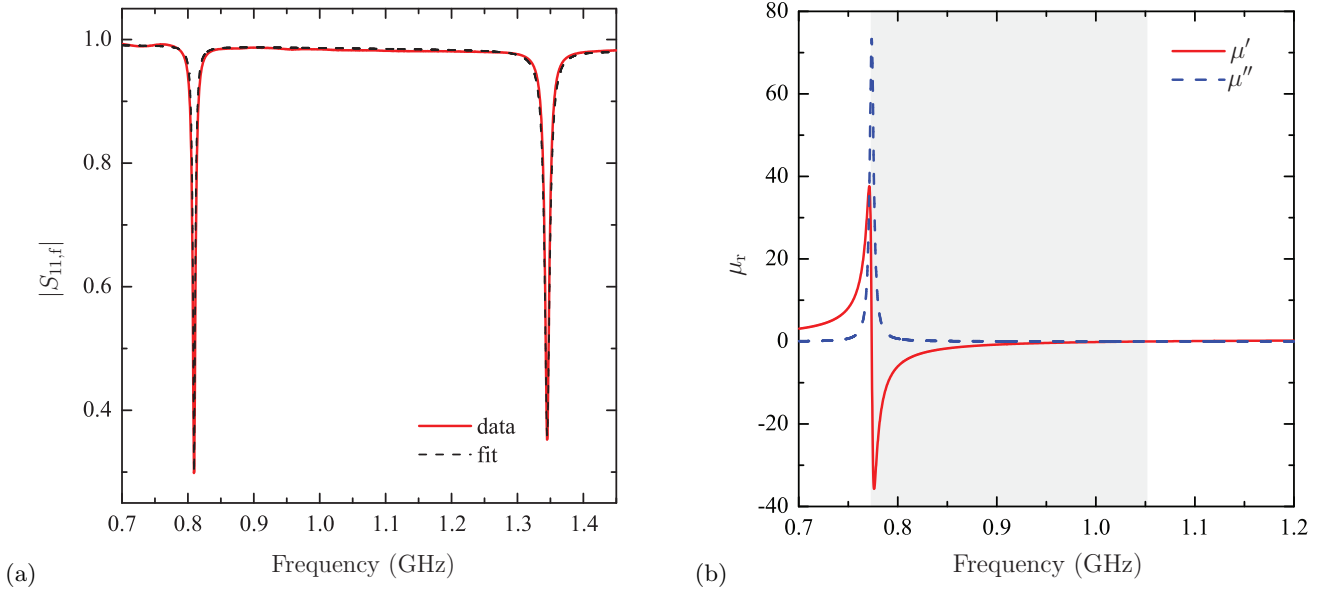 1.0
0.8
0.6
0.4
|S₁₁,f|
data
fit
0.7 0.8 0.9 1.0 1.1 1.2 1.3 1.4
Frequency (GHz)
(a)
80
60
40
20
0
-20
-40
μr
μ′
μ″
0.7 0.8 0.9 1.0 1.1 1.2
Frequency (GHz)
(b)